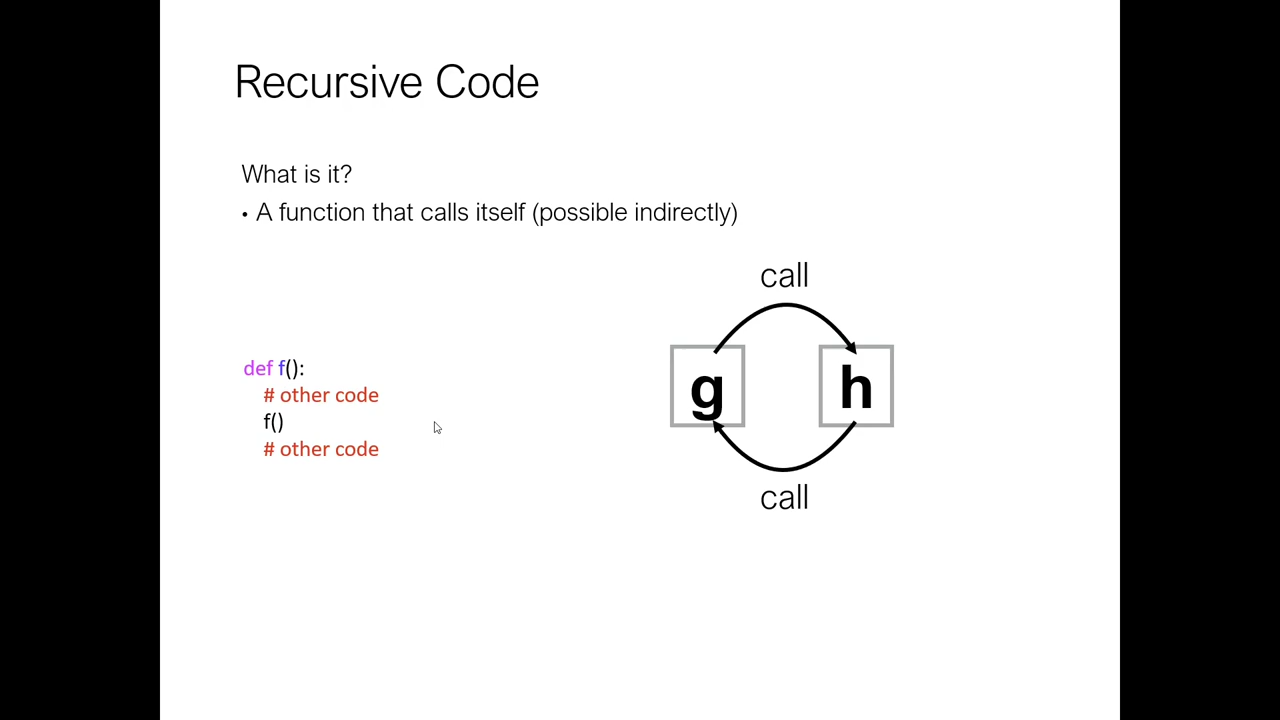 Recursive Code
What is it?
• A function that calls itself (possible indirectly)
def f():
# other code
f()
# other code
call
g
h
call